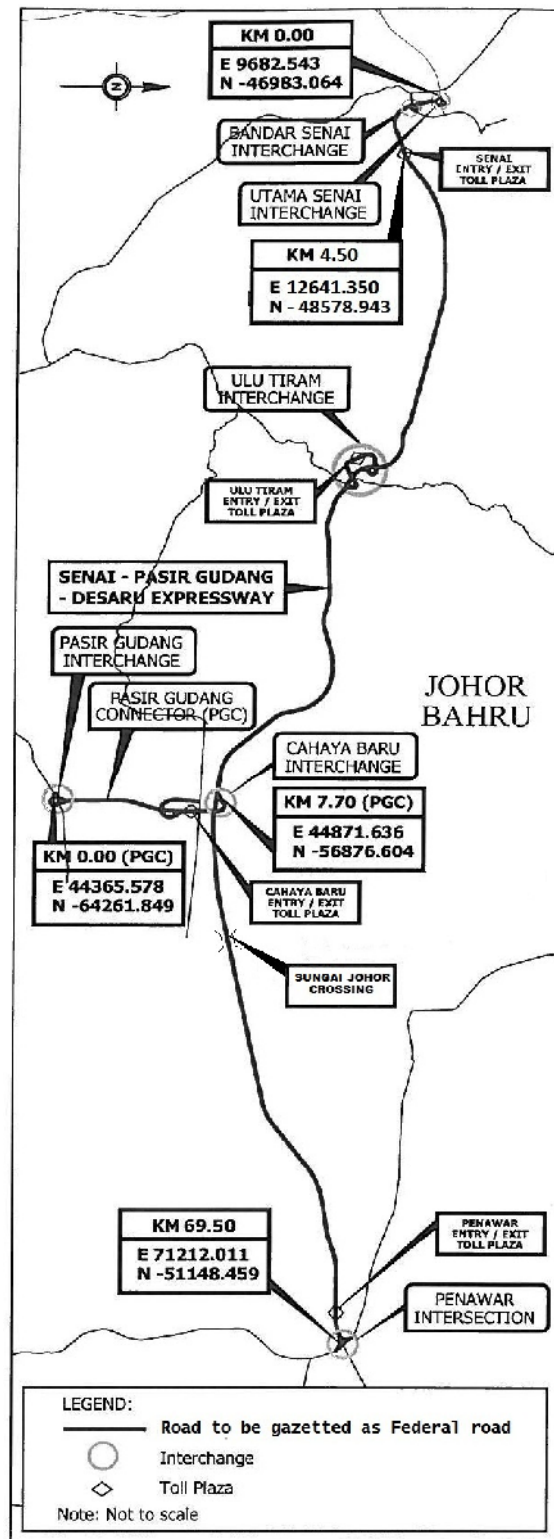 KM 0.00
E 9682.543
N -46983.064
N
BANDAR SENAI
INTERCHANGE
SENAI
ENTRY / EXIT
TOLL PLAZA
UTAMA SENAI
INTERCHANGE
KM 4.50
E 12641.350
N - 48578.943
ULU TIRAM
INTERCHANGE
ULU TIRAM
ENTRY / EXIT
TOLL PLAZA
SENAI - PASIR GUDANG
- DESARU EXPRESSWAY
PASIR GUDANG
INTERCHANGE
PASIR GUDANG
CONNECTOR (PGC)
JOHOR
BAHRU
CAHAYA BARU
INTERCHANGE
KM 7.70 (PGC)
E 44871.636
N -56876.604
KM 0.00 (PGC)
E 44365.578
N -64261.849
CAHAYA BARU
ENTRY / EXIT
TOLL PLAZA
SUNGAI JOHOR
CROSSING
KM 69.50
E 71212.011
N -51148.459
PENAWAR
ENTRY / EXIT
TOLL PLAZA
PENAWAR
INTERSECTION
LEGEND:
Road to be gazetted as Federal road
Interchange
Toll Plaza
Note: Not to scale